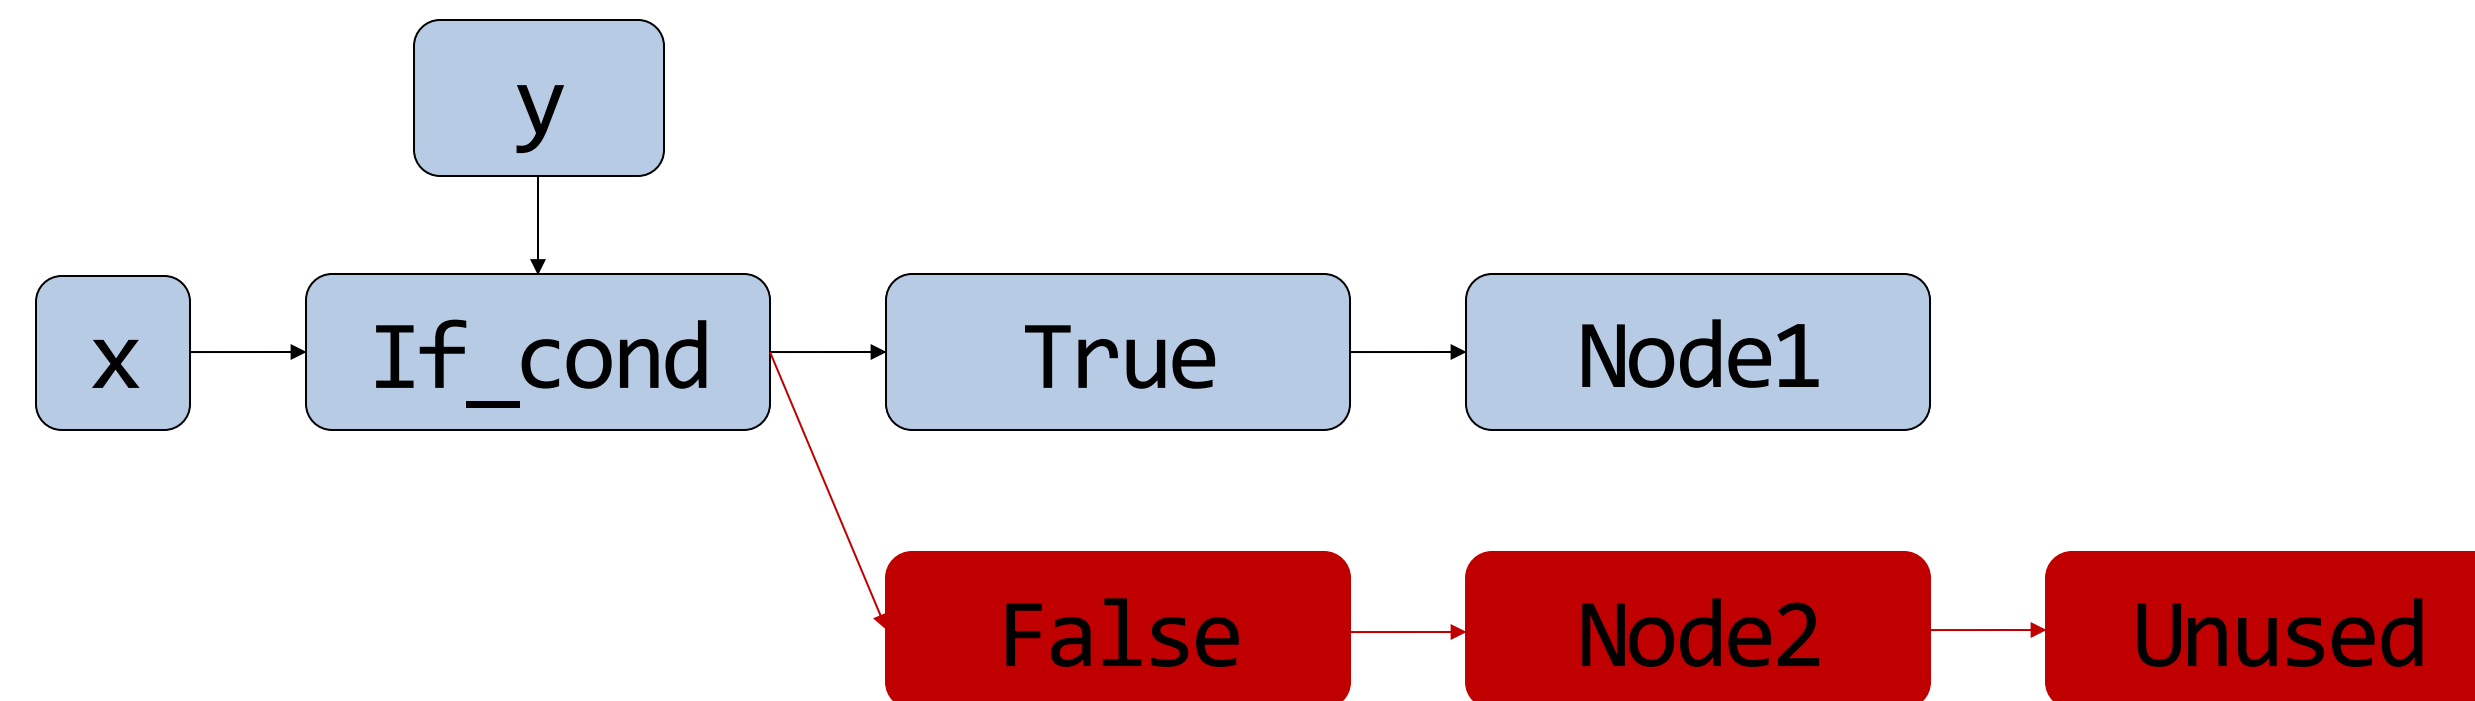 y
x
If_cond
True
Node1
False
Node2
Unused